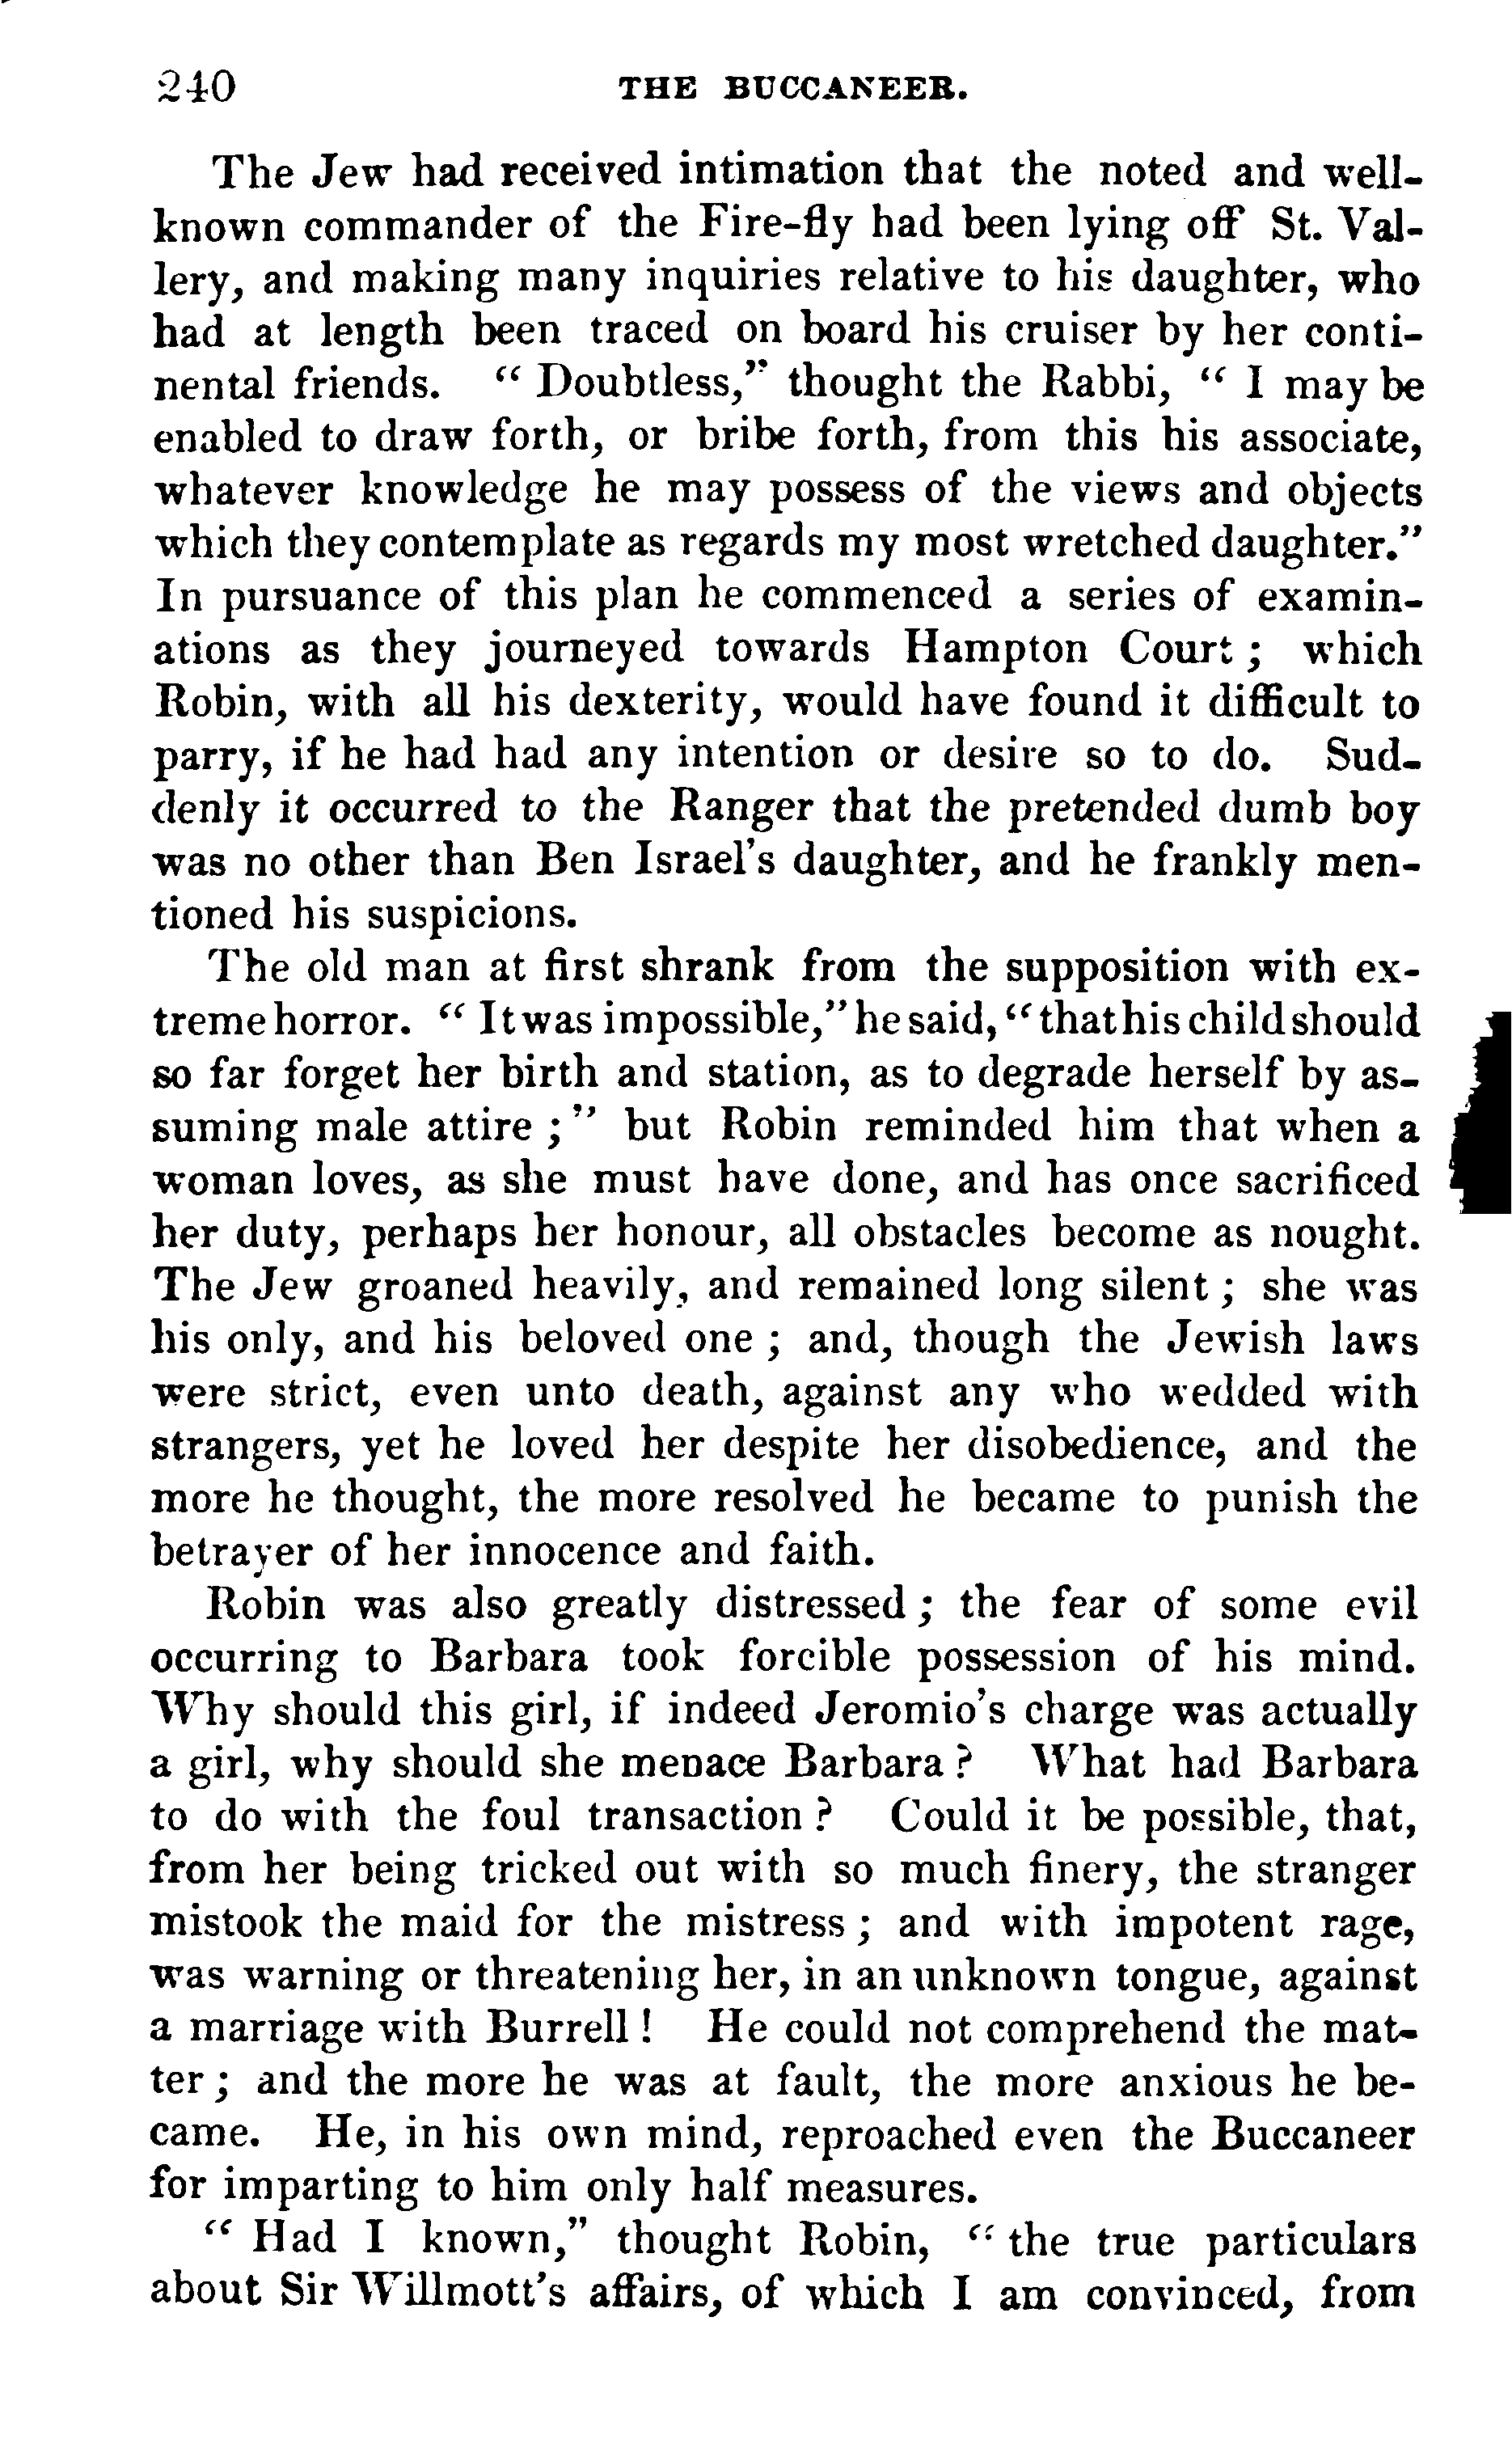 240 THE BUCCANEER.
The Jew had received intimation that the noted and well-
known commander of the Fire-fly had been lying off St. Val-
lery, and making many inquiries relative to his daughter, who
had at length been traced on board his cruiser by her conti-
nental friends. “ Doubtless,” thought the Rabbi, “ I may be
enabled to draw forth, or bribe forth, from this his associate,
whatever knowledge he may possess of the views and objects
which they contemplate as regards my most wretched daughter.”
In pursuance of this plan he commenced a series of examin-
ations as they journeyed towards Hampton Court ; which
Robin, with all his dexterity, would have found it difficult to
parry, if he had had any intention or desire so to do. Sud-
denly it occurred to the Ranger that the pretended dumb boy
was no other than Ben Israel’s daughter, and he frankly men-
tioned his suspicions.
The old man at first shrank from the supposition with ex-
treme horror. “ It was impossible,” he said, “ that his child should
so far forget her birth and station, as to degrade herself by as-
suming male attire ;” but Robin reminded him that when a
woman loves, as she must have done, and has once sacrificed
her duty, perhaps her honour, all obstacles become as nought.
The Jew groaned heavily, and remained long silent ; she was
his only, and his beloved one ; and, though the Jewish laws
were strict, even unto death, against any who wedded with
strangers, yet he loved her despite her disobedience, and the
more he thought, the more resolved he became to punish the
betrayer of her innocence and faith.
Robin was also greatly distressed ; the fear of some evil
occurring to Barbara took forcible possession of his mind.
Why should this girl, if indeed Jeromio’s charge was actually
a girl, why should she menace Barbara ? What had Barbara
to do with the foul transaction ? Could it be possible, that,
from her being tricked out with so much finery, the stranger
mistook the maid for the mistress ; and with impotent rage,
was warning or threatening her, in an unknown tongue, against
a marriage with Burrell ! He could not comprehend the mat-
ter ; and the more he was at fault, the more anxious he be-
came. He, in his own mind, reproached even the Buccaneer
for imparting to him only half measures.
“ Had I known,” thought Robin, “ the true particulars
about Sir Willmott’s affairs, of which I am convinced, from